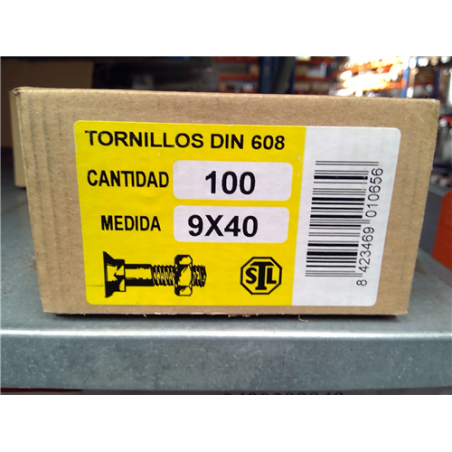 TORNILLOS DIN 608
CANTIDAD 100
MEDIDA 9X40
STL
8 423469 010656